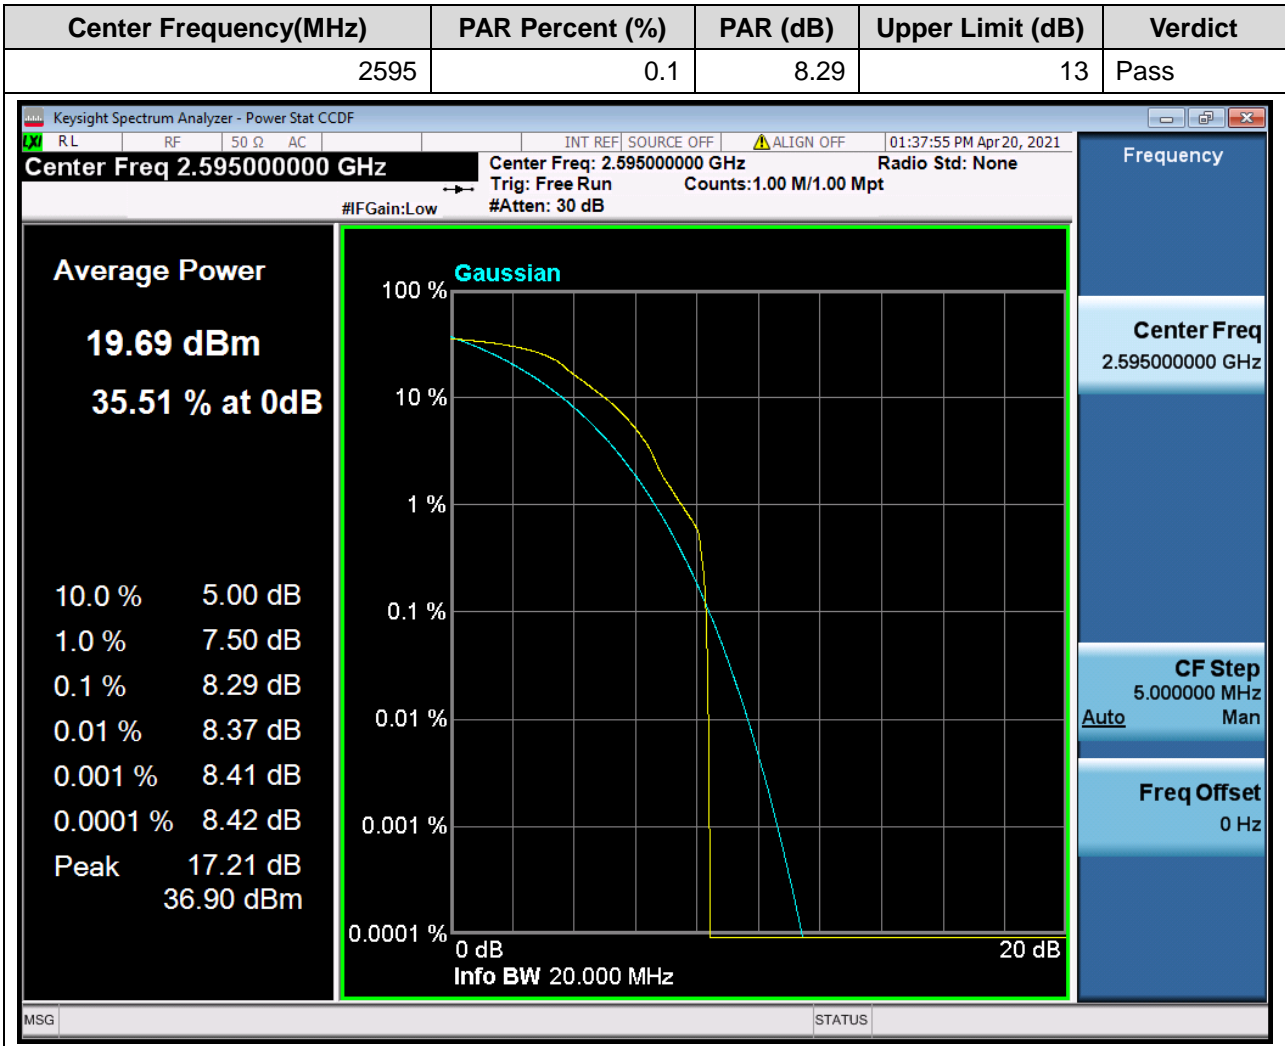 Center Frequency(MHz) PAR Percent (%) PAR (dB) Upper Limit (dB) Verdict
2595 0.1 8.29 13 Pass
Keysight Spectrum Analyzer - Power Stat CCDF
LXI RL RF 50 Ω AC INT REF SOURCE OFF ALIGN OFF 01:37:55 PM Apr 20, 2021
Center Freq 2.595000000 GHz
#IFGain:Low
Center Freq: 2.595000000 GHz Radio Std: None
Trig: Free Run Counts:1.00 M/1.00 Mpt
#Atten: 30 dB
Average Power
19.69 dBm
35.51 % at 0dB
10.0 % 5.00 dB
1.0 % 7.50 dB
0.1 % 8.29 dB
0.01 % 8.37 dB
0.001 % 8.41 dB
0.0001 % 8.42 dB
Peak 17.21 dB
36.90 dBm
Gaussian
100 %
10 %
1 %
0.1 %
0.01 %
0.001 %
0.0001 %
0 dB 20 dB
Info BW 20.000 MHz
Frequency
Center Freq
2.595000000 GHz
CF Step
5.000000 MHz
Auto Man
Freq Offset
0 Hz
MSG STATUS